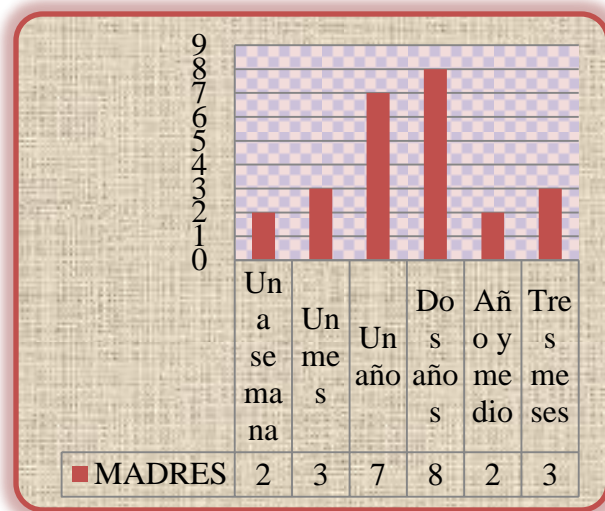 9
8
7
6
5
4
3
2
1
0
Un
a
se
ma
na
Un
me
s
Un
año
Do
s
año
s
Añ
o y
me
dio
Tre
s
me
ses
MADRES 2 3 7 8 2 3